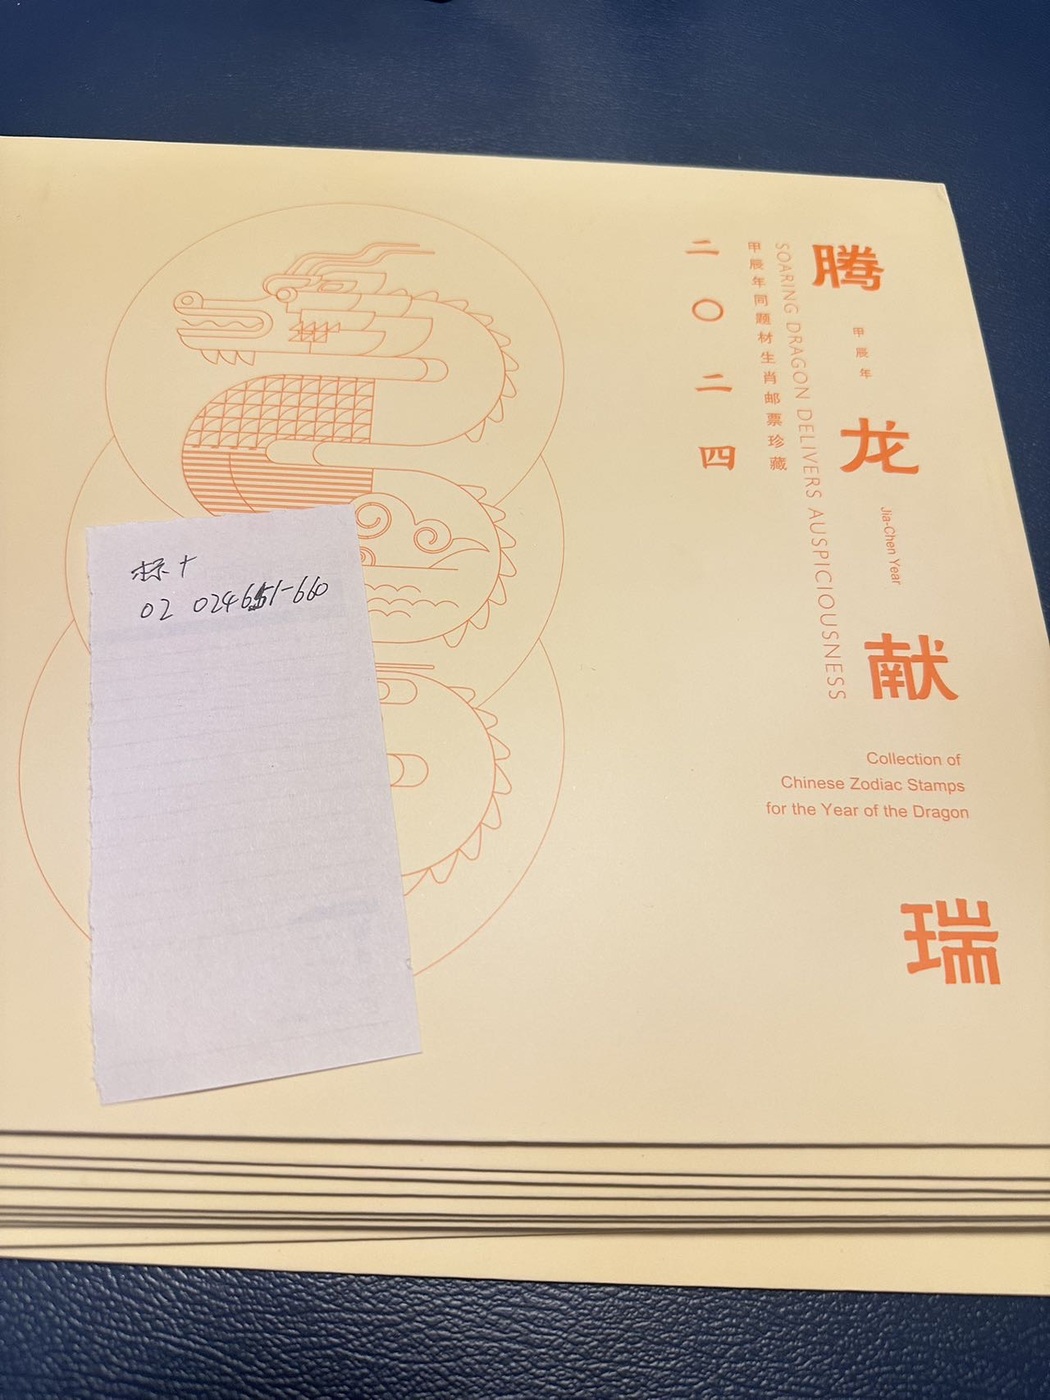 腾龙献瑞
甲辰年
Jia-Chen Year
SOARING DRAGON DELIVERS AUSPICIOUSNESS
甲辰年同题材生肖邮票珍藏
二〇二四
Collection of
Chinese Zodiac Stamps
for the Year of the Dragon
标十
02 024651-660